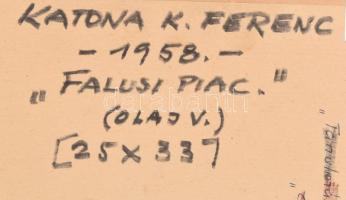 KATONA K. FERENC
- 1958. -
„FALUSI PIAC."
(OLAJ V.)
[25 X 33]